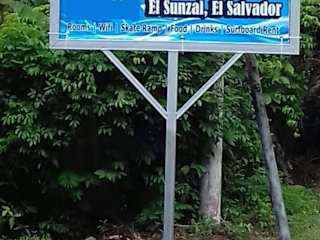 El Sunzal, El Salvador
Rooms | Wifi | Skate Ramp | Food | Drinks | Surfboard Rent